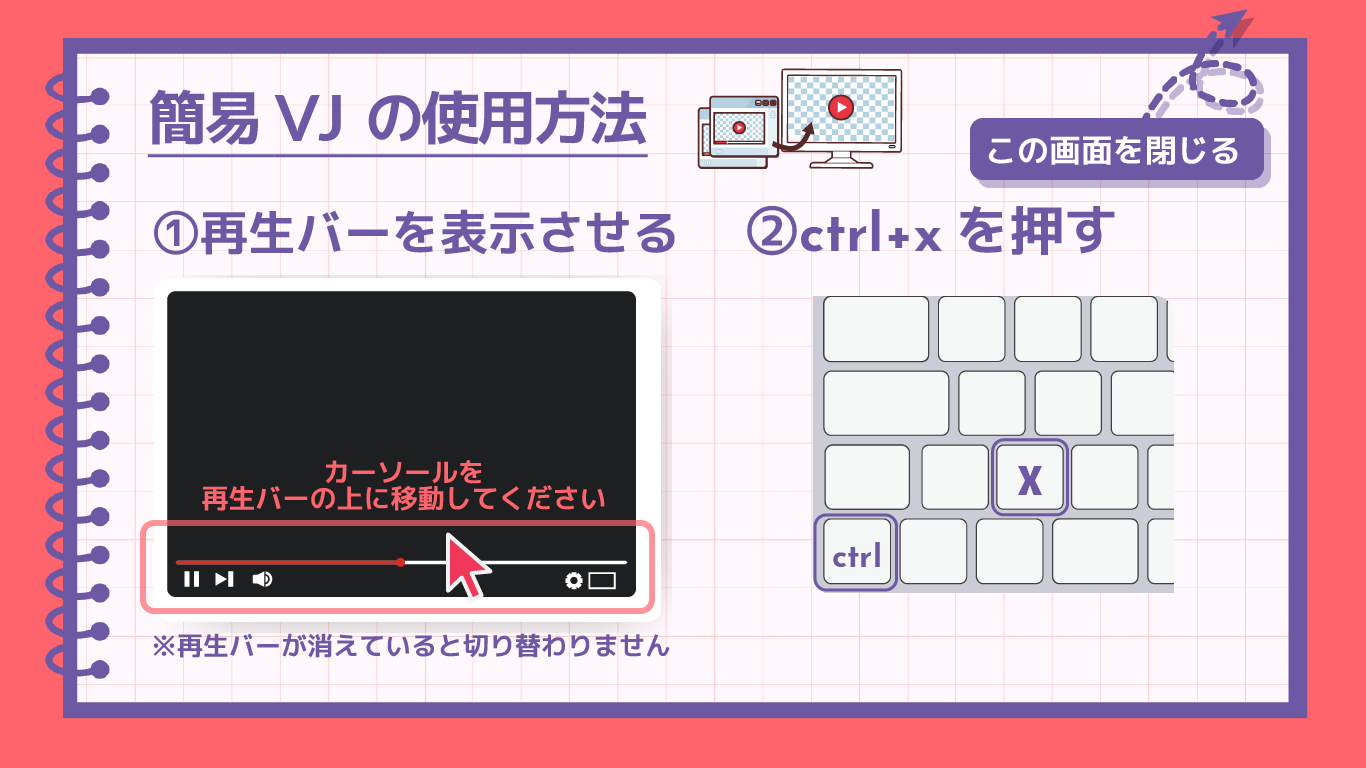 簡易 VJ の使用方法
この画面を閉じる
①再生バーを表示させる
カーソールを
再生バーの上に移動してください
※再生バーが消えていると切り替わりません
②ctrl+x を押す
X
ctrl